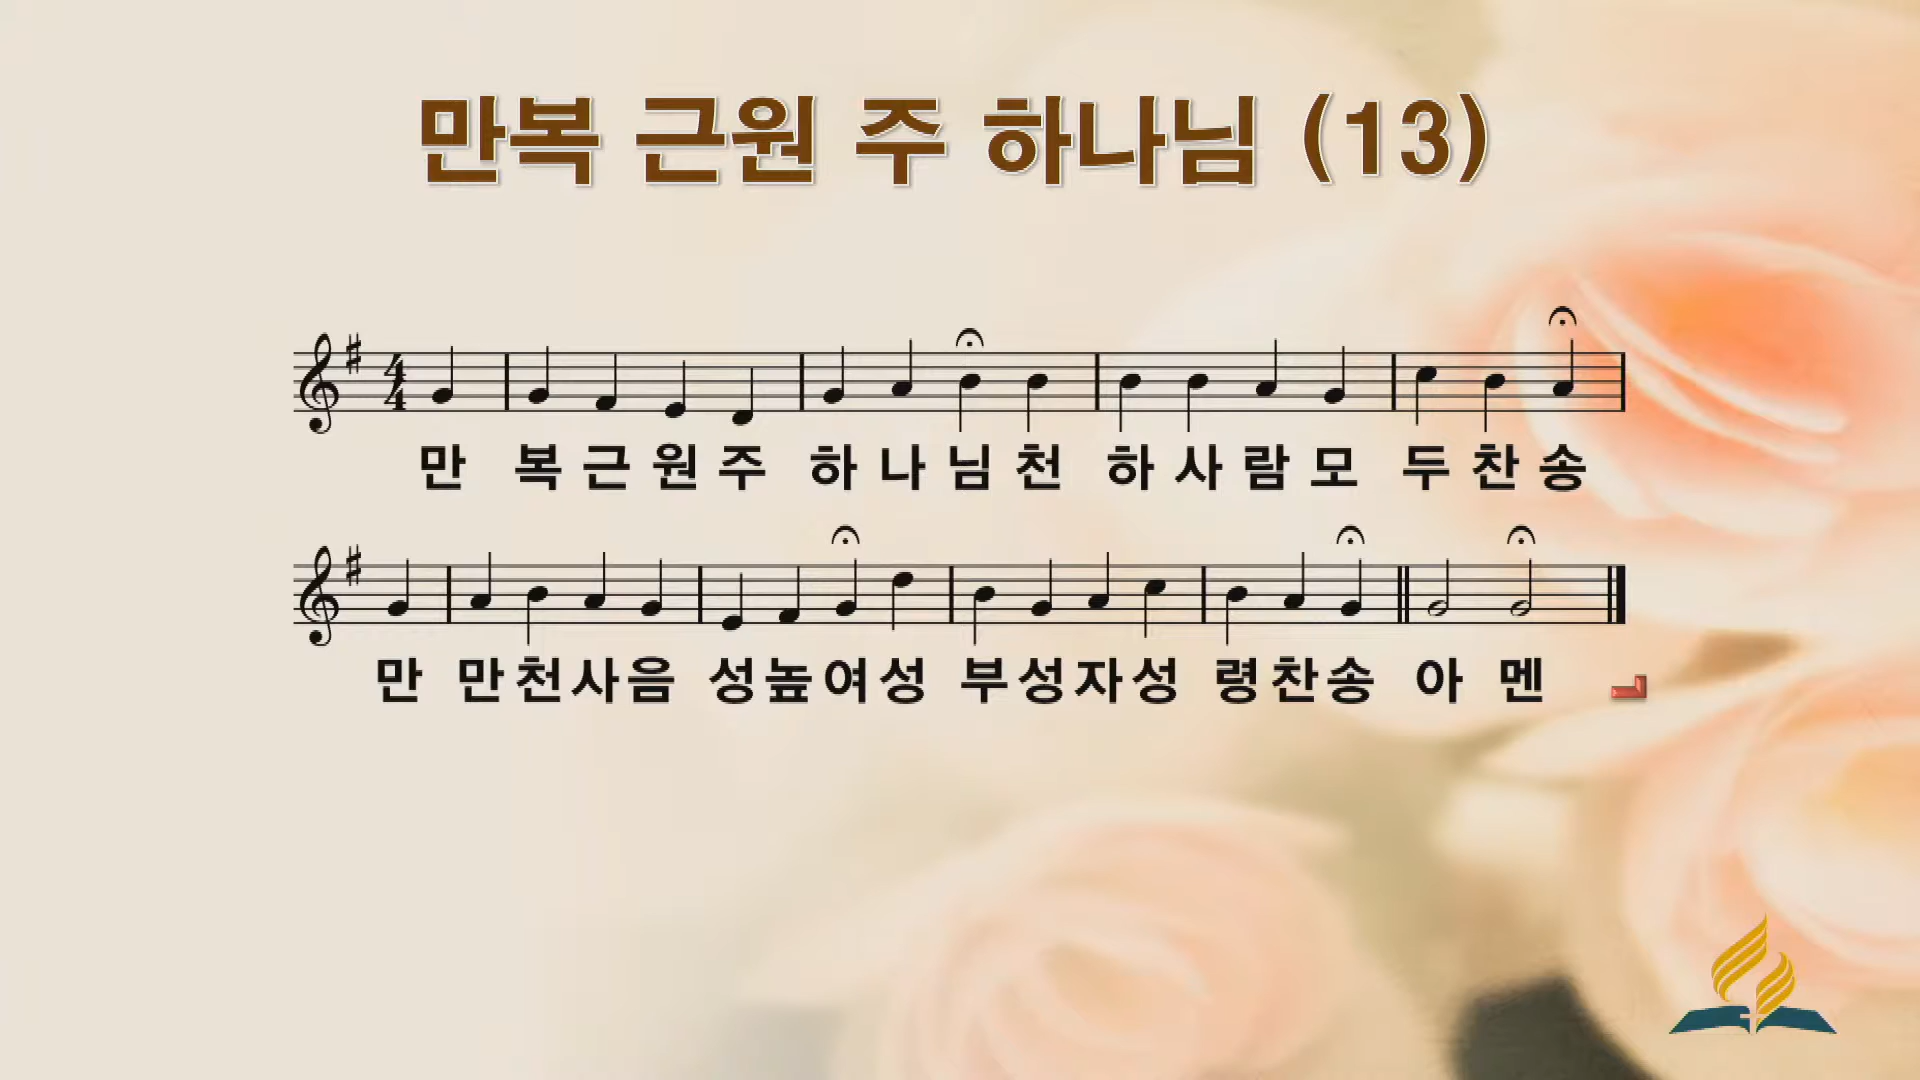 만복 근원 주 하나님 (13)
만 복 근 원 주 하 나 님 천 하 사 람 모 두 찬 송
만 만 천 사 음 성 높 여 성 부 성 자 성 령 찬 송 아 멘